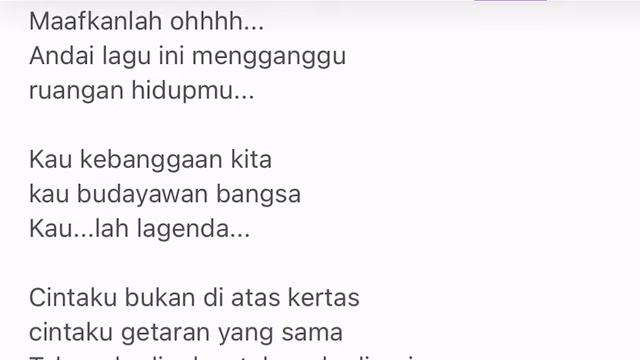 Maafkanlah ohhhh...
Andai lagu ini mengganggu
ruangan hidupmu...
Kau kebanggaan kita
kau budayawan bangsa
Kau...lah lagenda...
Cintaku bukan di atas kertas
cintaku getaran yang sama